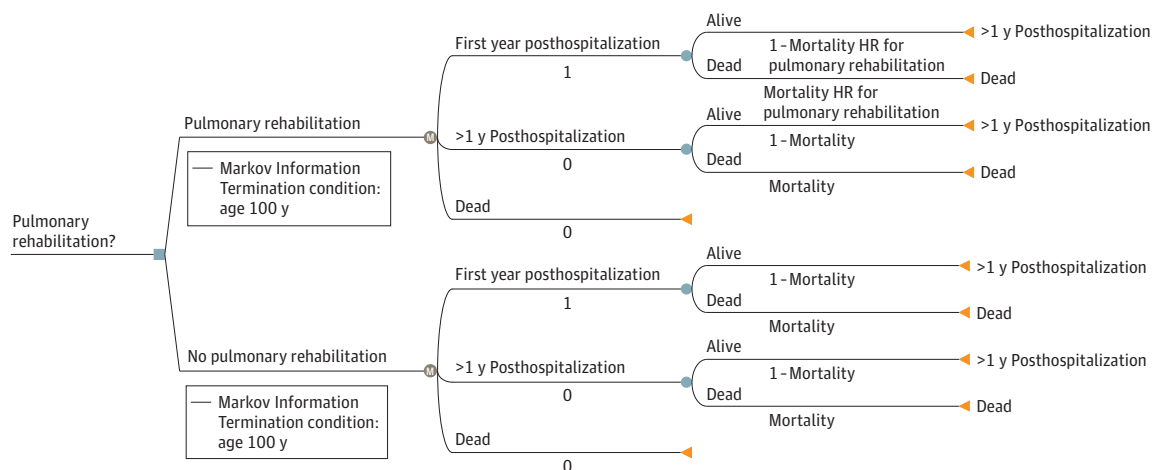 Pulmonary
rehabilitation?
Pulmonary rehabilitation
M
Markov Information
Termination condition:
age 100 y
First year posthospitalization
1
Alive
1 - Mortality HR for
pulmonary rehabilitation
>1 y Posthospitalization
Dead
Mortality HR for
pulmonary rehabilitation
Dead
>1 y Posthospitalization
0
Alive
1 - Mortality
>1 y Posthospitalization
Dead
Mortality
Dead
Dead
0
No pulmonary rehabilitation
M
Markov Information
Termination condition:
age 100 y
First year posthospitalization
1
Alive
1 - Mortality
>1 y Posthospitalization
Dead
Mortality
Dead
>1 y Posthospitalization
0
Alive
1 - Mortality
>1 y Posthospitalization
Dead
Mortality
Dead
Dead
0